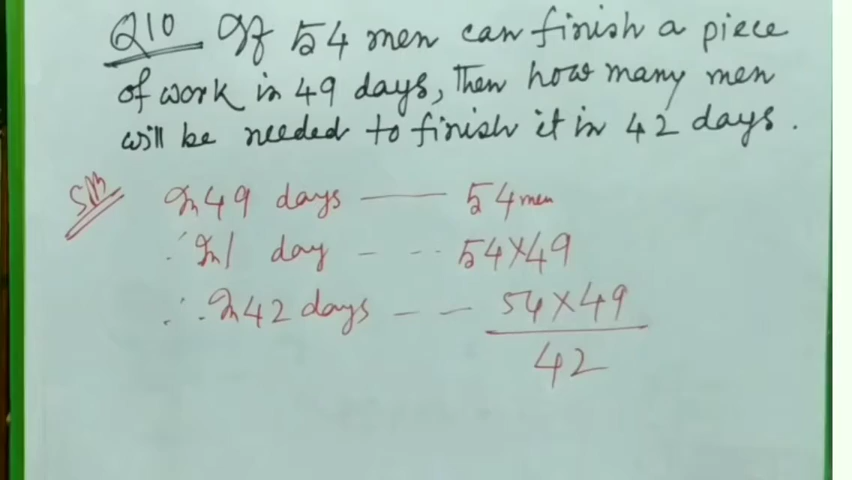 Q10 If 54 men can finish a piece
of work in 49 days, then how many men
will be needed to finish it in 42 days.
Sol In 49 days — 54 men
∴ In 1 day - -- 54×49
∴ In 42 days - — 54×49
42